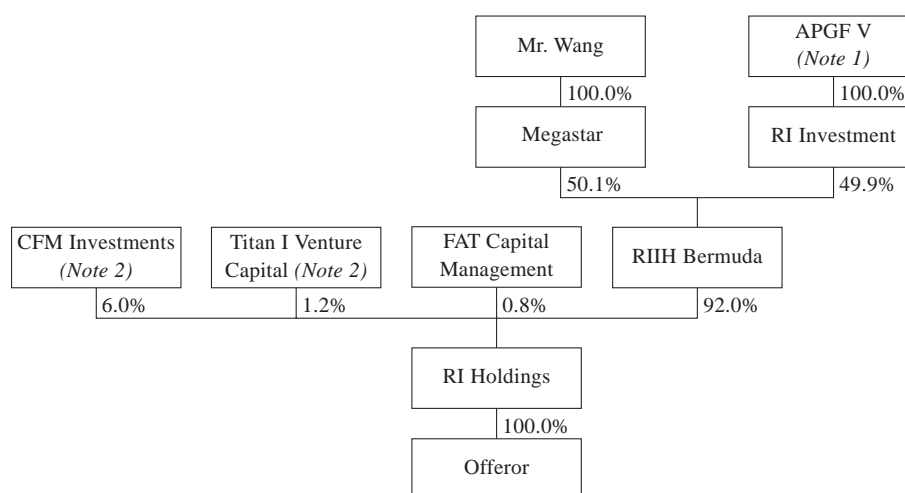 Mr. Wang
APGF V
(Note 1)
100.0%
100.0%
Megastar
RI Investment
50.1%
49.9%
CFM Investments
(Note 2)
Titan I Venture
Capital (Note 2)
FAT Capital
Management
RIIH Bermuda
6.0%
1.2%
0.8%
92.0%
RI Holdings
100.0%
Offeror